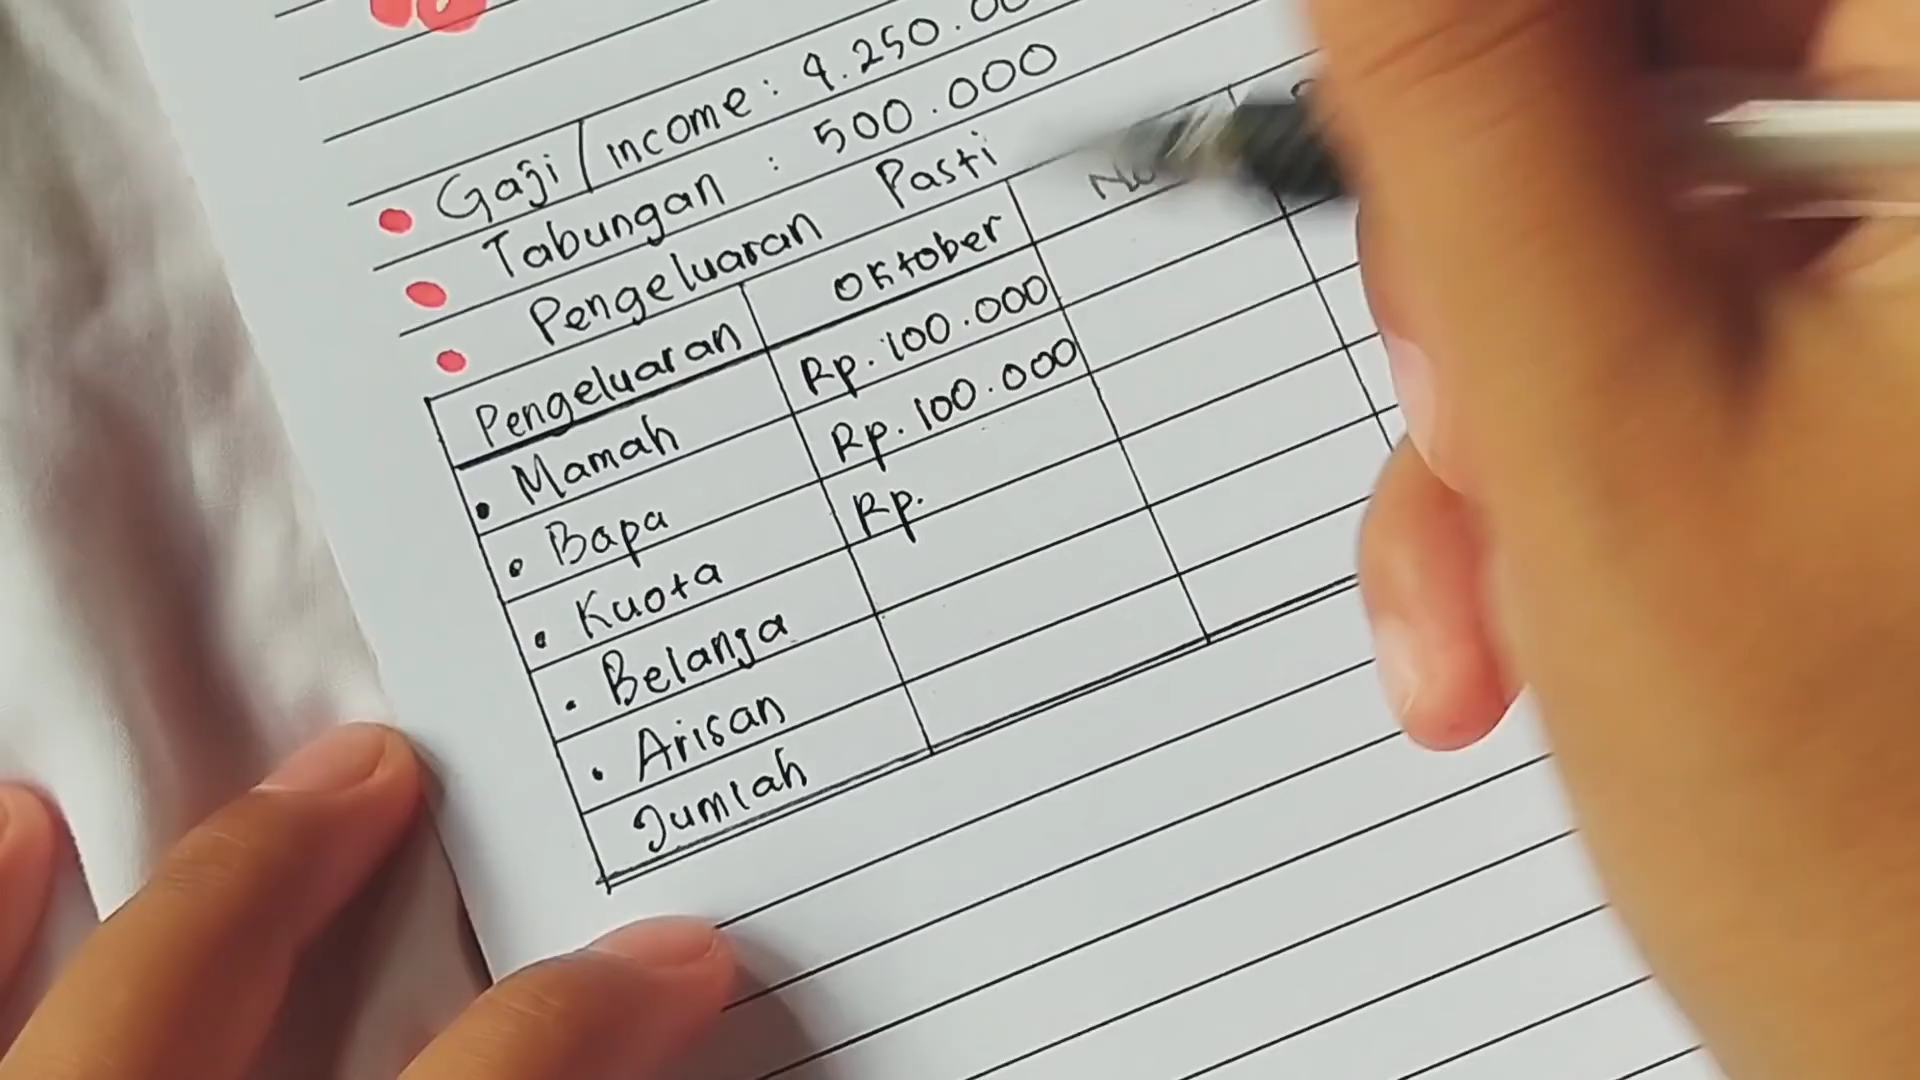 Gaji/income : 4.250.00
Tabungan : 500.000
Pengeluaran Pasti
Pengeluaran Oktober
Mamah Rp. 100.000
Bapa Rp. 100.000
Kuota Rp.
Belanja
Arisan
Jumlah